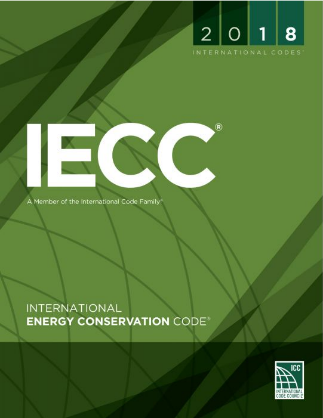 2018
INTERNATIONAL CODES®
IECC®
A Member of the International Code Family®
INTERNATIONAL
ENERGY CONSERVATION CODE®
ICC
INTERNATIONAL
CODE COUNCIL®